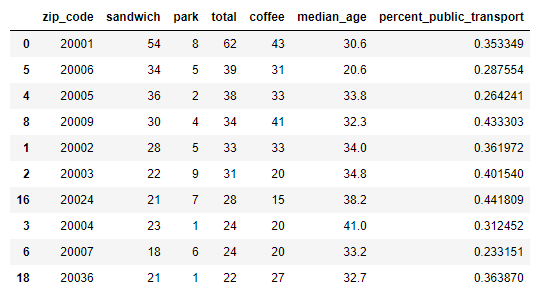 zip_code sandwich park total coffee median_age percent_public_transport
0 20001 54 8 62 43 30.6 0.353349
5 20006 34 5 39 31 20.6 0.287554
4 20005 36 2 38 33 33.8 0.264241
8 20009 30 4 34 41 32.3 0.433303
1 20002 28 5 33 33 34.0 0.361972
2 20003 22 9 31 20 34.8 0.401540
16 20024 21 7 28 15 38.2 0.441809
3 20004 23 1 24 20 41.0 0.312452
6 20007 18 6 24 20 33.2 0.233151
18 20036 21 1 22 27 32.7 0.363870